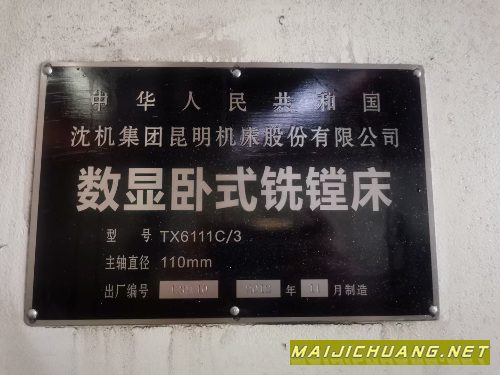 中华人民共和国
沈机集团昆明机床股份有限公司
数显卧式铣镗床
型 号 TX6111C/3
主轴直径 110mm
出厂编号 年 11 月制造
MAIJICHUANG.NET